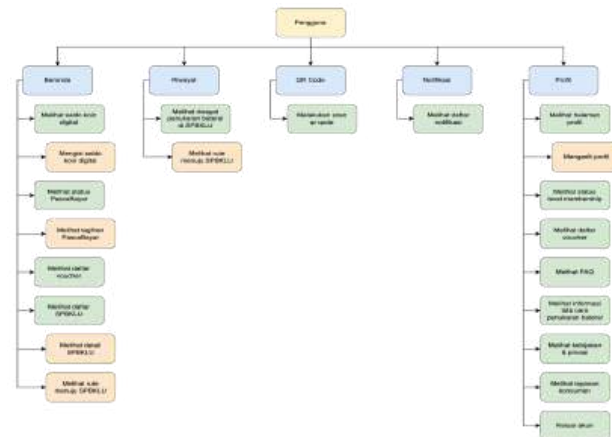 Pengguna
Beranda
Riwayat
QR Code
Notifikasi
Profil
Melihat saldo koin
digital
Mengisi saldo
koin digital
Melihat status
PascaBayar
Melihat tagihan
PascaBayar
Melihat daftar
voucher
Melihat daftar
SPBKLU
Melihat detail
SPBKLU
Melihat rute
menuju SPBKLU
Melihat riwayat
penukaran baterai
di SPBKLU
Melihat rute
menuju SPBKLU
Melakukan scan
qr code
Melihat daftar
notifikasi
Melihat halaman
profil
Mengedit profil
Melihat status
level membership
Melihat daftar
voucher
Melihat FAQ
Melihat informasi
tata cara
penukaran baterai
Melihat kebijakan
& privasi
Melihat layanan
konsumen
akun